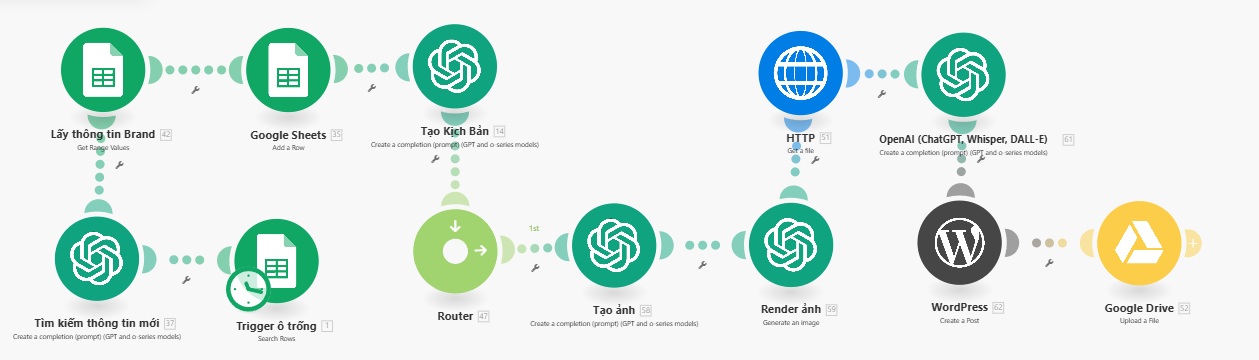 Lấy thông tin Brand 42
Get Range Values
Google Sheets 35
Add a Row
Tạo Kịch Bản 14
Create a completion (prompt) (GPT and o-series models)
HTTP 51
Get a file
OpenAI (ChatGPT, Whisper, DALL-E) 61
Create a completion (prompt) (GPT and o-series models)
Tìm kiếm thông tin mới 37
Create a completion (prompt) (GPT and o-series models)
Trigger ô trống 1
Search Rows
Router 47
1st
Tạo ảnh 58
Create a completion (prompt) (GPT and o-series models)
Render ảnh 59
Generate an image
WordPress 62
Create a Post
Google Drive 52
Upload a File